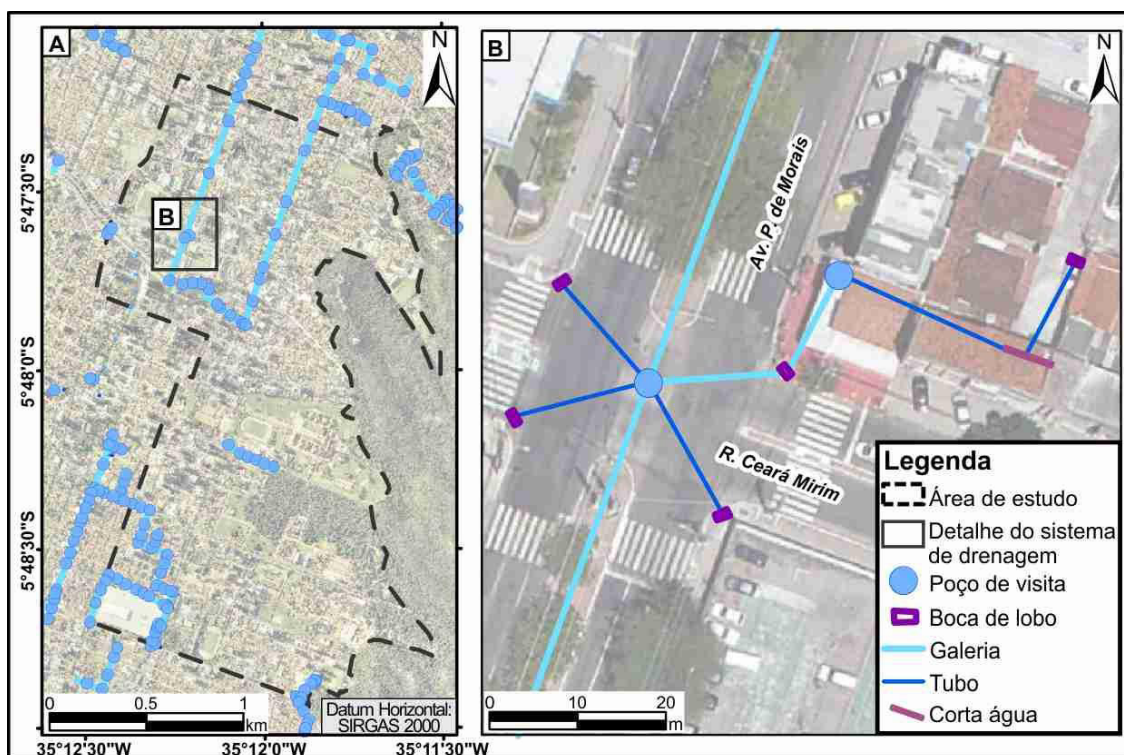 A
N
B
5°47'30"S
5°48'0"S
5°48'30"S
0
0.5
1
km
Datum Horizontal:
SIRGAS 2000
35°12'30"W
35°12'0"W
35°11'30"W
B
N
Av. P. de Morais
R. Ceará Mirim
0
10
20
m
Legenda
Área de estudo
Detalhe do sistema
de drenagem
Poço de visita
Boca de lobo
Galeria
Tubo
Corta água